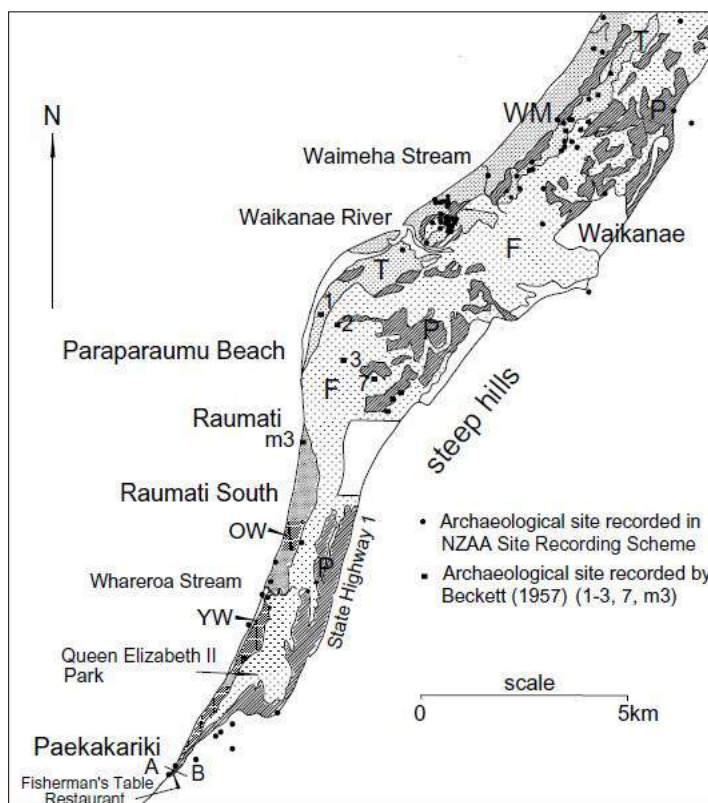 T
N
WM
P
Waimeha Stream
Waikanae River
Waikanae
F
T
1
2
P
Paraparaumu Beach
3
F
7
Raumati
m3
steep hills
Raumati South
OW
• Archaeological site recorded in
NZAA Site Recording Scheme
P
Whareroa Stream
State Highway 1
▪ Archaeological site recorded by
Beckett (1957) (1-3, 7, m3)
YW
Queen Elizabeth II
Park
scale
0
5km
Paekakariki
A
B
Fisherman's Table
Restaurant